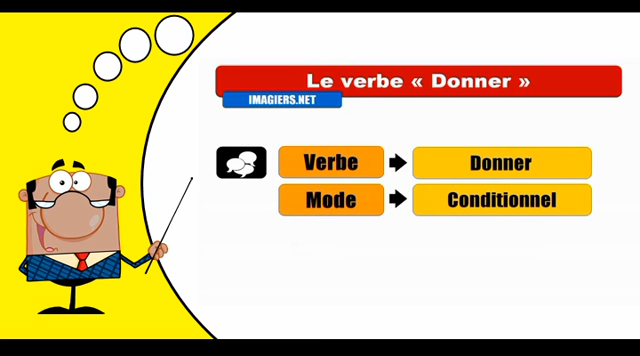 Le verbe « Donner »
IMAGIERS.NET
Verbe Donner
Mode Conditionnel